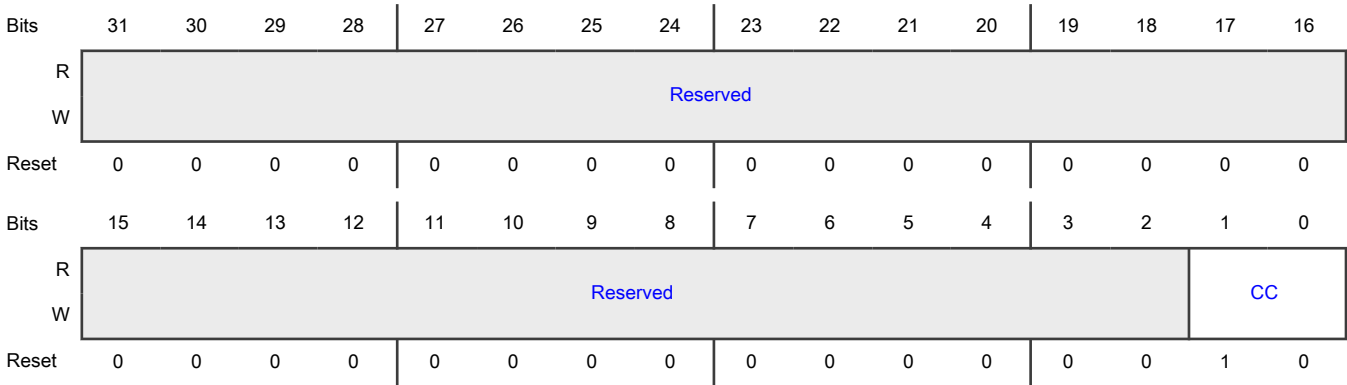 Bits 31 30 29 28 27 26 25 24 23 22 21 20 19 18 17 16
R
Reserved
W
Reset 0 0 0 0 0 0 0 0 0 0 0 0 0 0 0 0
Bits 15 14 13 12 11 10 9 8 7 6 5 4 3 2 1 0
R
Reserved CC
W
Reset 0 0 0 0 0 0 0 0 0 0 0 0 0 0 1 0